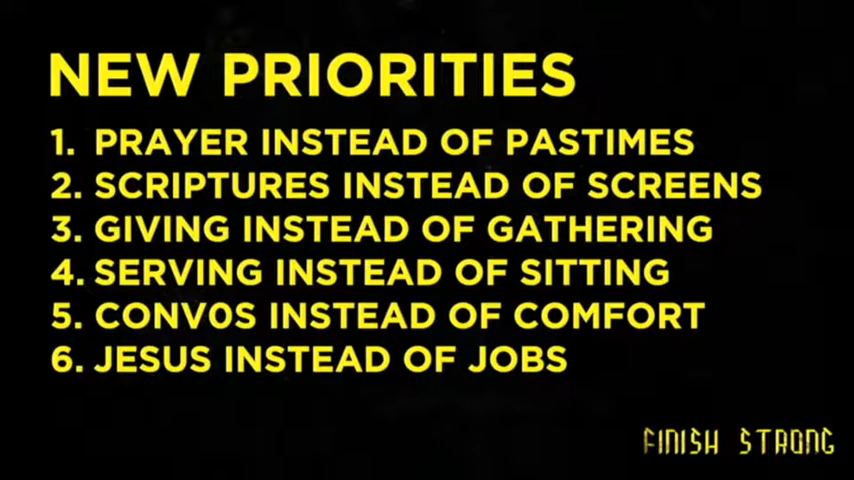 NEW PRIORITIES
1. PRAYER INSTEAD OF PASTIMES
2. SCRIPTURES INSTEAD OF SCREENS
3. GIVING INSTEAD OF GATHERING
4. SERVING INSTEAD OF SITTING
5. CONV0S INSTEAD OF COMFORT
6. JESUS INSTEAD OF JOBS
FINISH STRONG